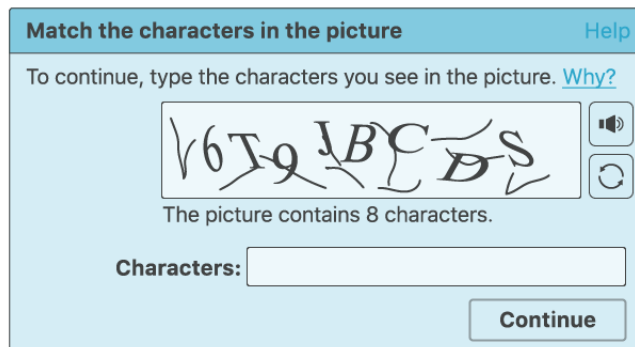 Match the characters in the picture
Help
To continue, type the characters you see in the picture. Why?
The picture contains 8 characters.
Characters:
Continue